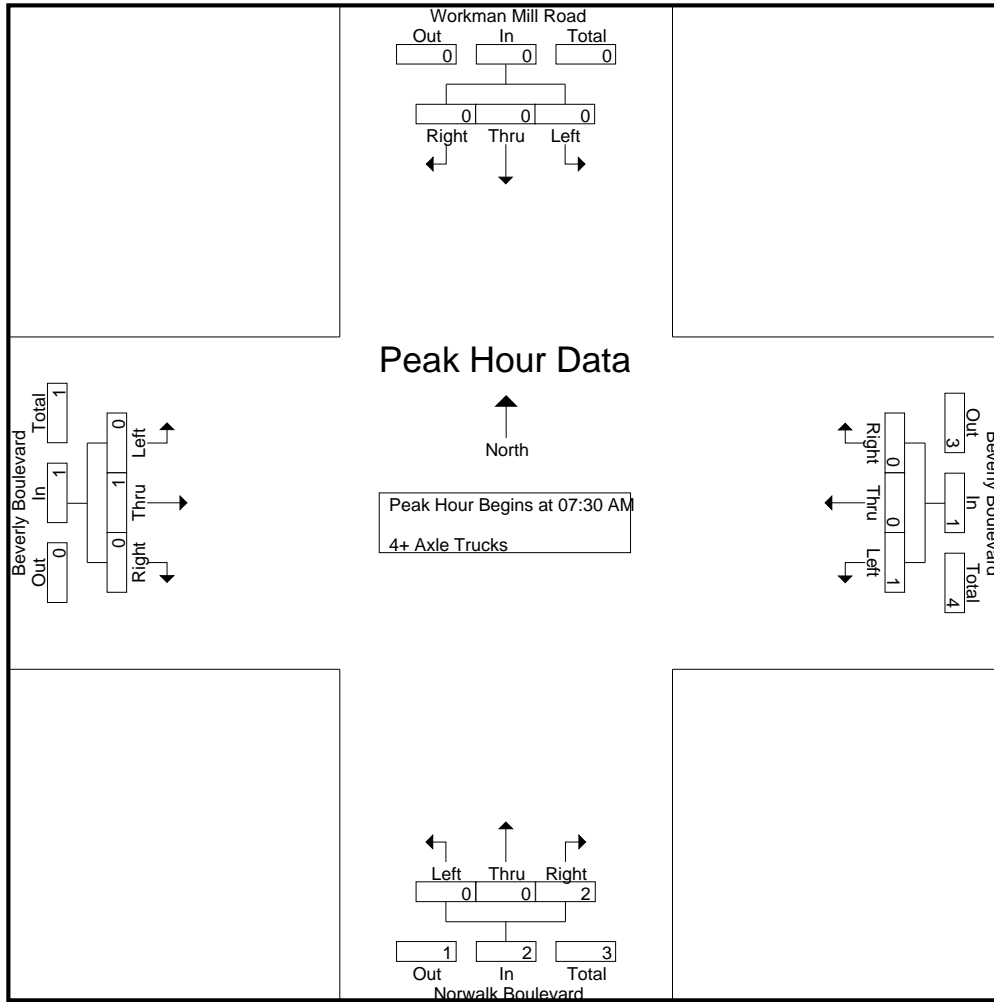 Workman Mill Road
Out In Total
0 0 0
0 0 0
Right Thru Left
Peak Hour Data
North
Peak Hour Begins at 07:30 AM
4+ Axle Trucks
Beverly Boulevard
Total In Out
1 1 0
0 1 0
Left Thru Right
Beverly Boulevard
Out In Total
3 1 4
0 0 1
Right Thru Left
Left Thru Right
0 0 2
1 2 3
Out In Total
Norwalk Boulevard